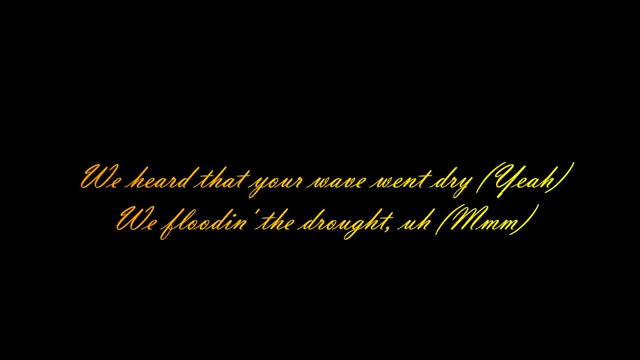 We heard that your wave went dry (Yeah)
We floodin' the drought, uh (Mmm)